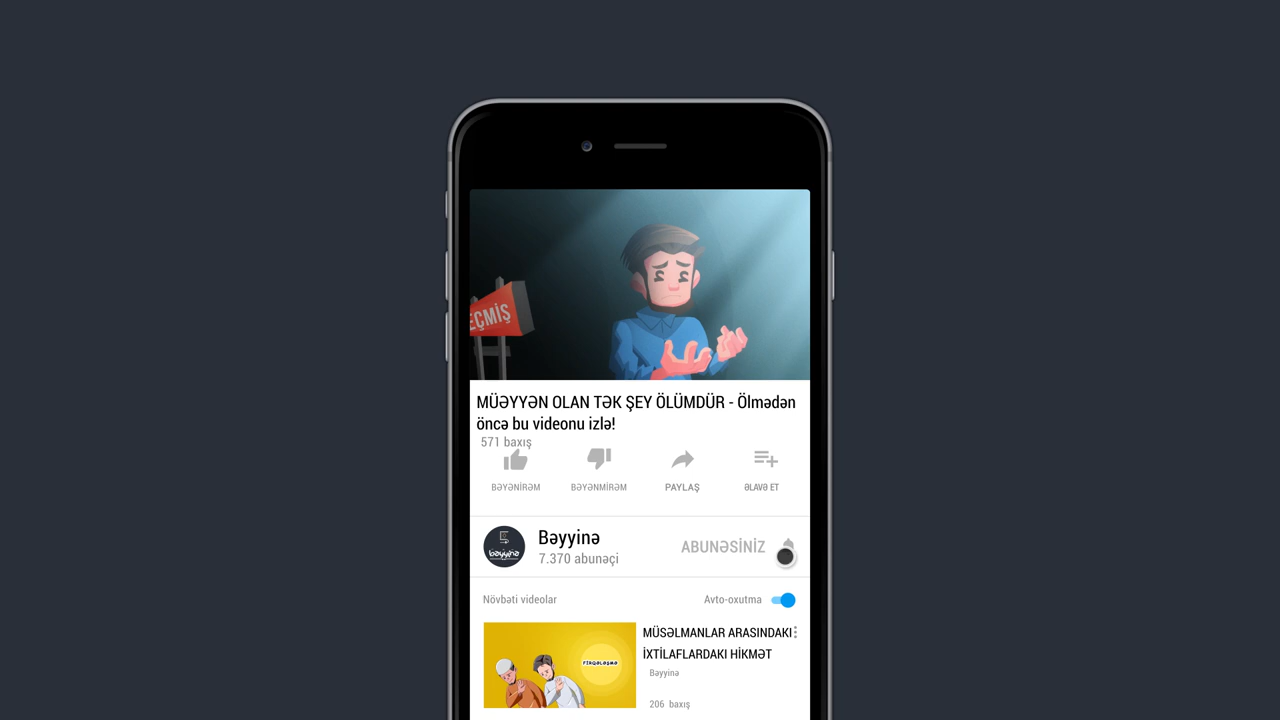 EÇMİŞ
MÜƏYYƏN OLAN TƏK ŞEY ÖLÜMDÜR - Ölmədən
öncə bu videonu izlə!
571 baxış
BƏYƏNİRƏM BƏYƏNMİRƏM PAYLAŞ ƏLAVƏ ET
bəyyinə
Bəyyinə
7.370 abunəçi
ABUNƏSİNİZ
Növbəti videolar
Avto-oxutma
FİRQƏLƏŞMƏ
MÜSƏLMANLAR ARASINDAKI
İXTİLAFLARDAKI HİKMƏT
Bəyyinə
206 baxış